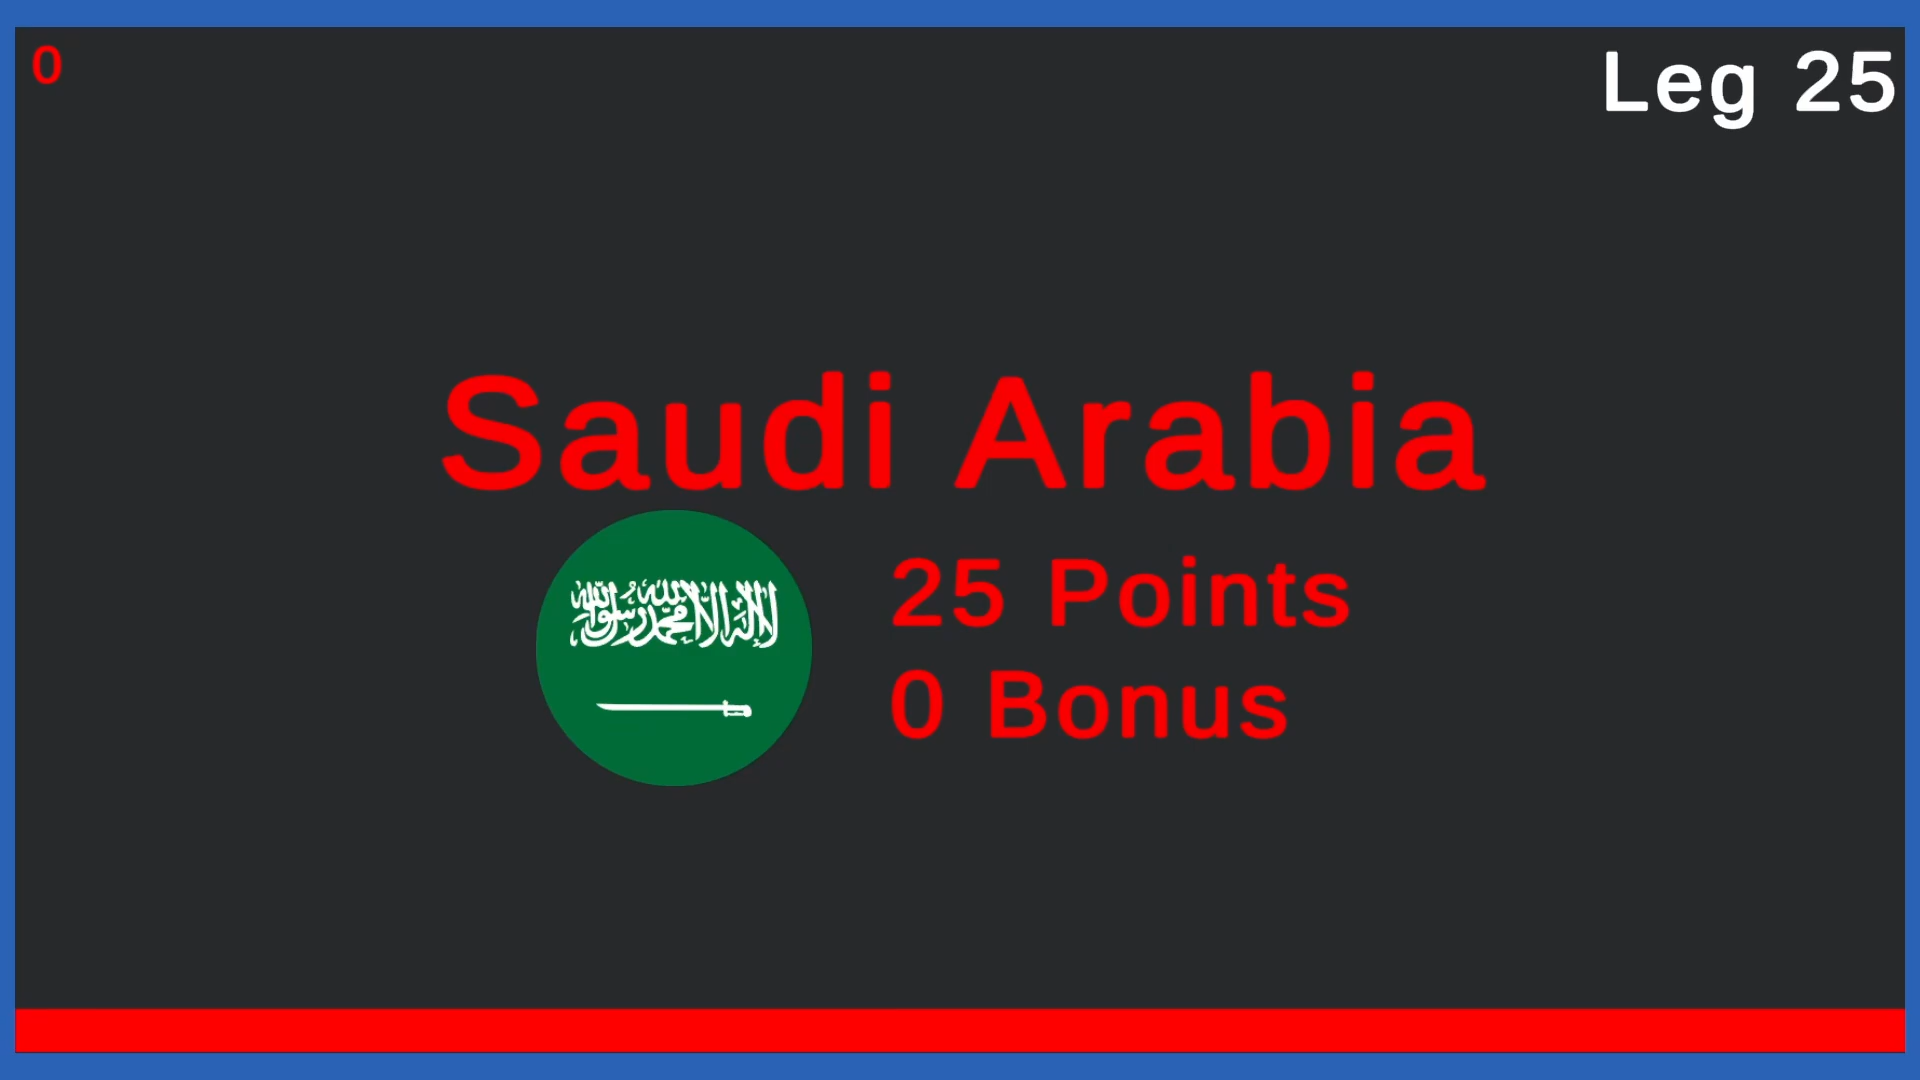 0
Leg 25
Saudi Arabia
لا إله إلا الله محمد رسول الله
25 Points
0 Bonus